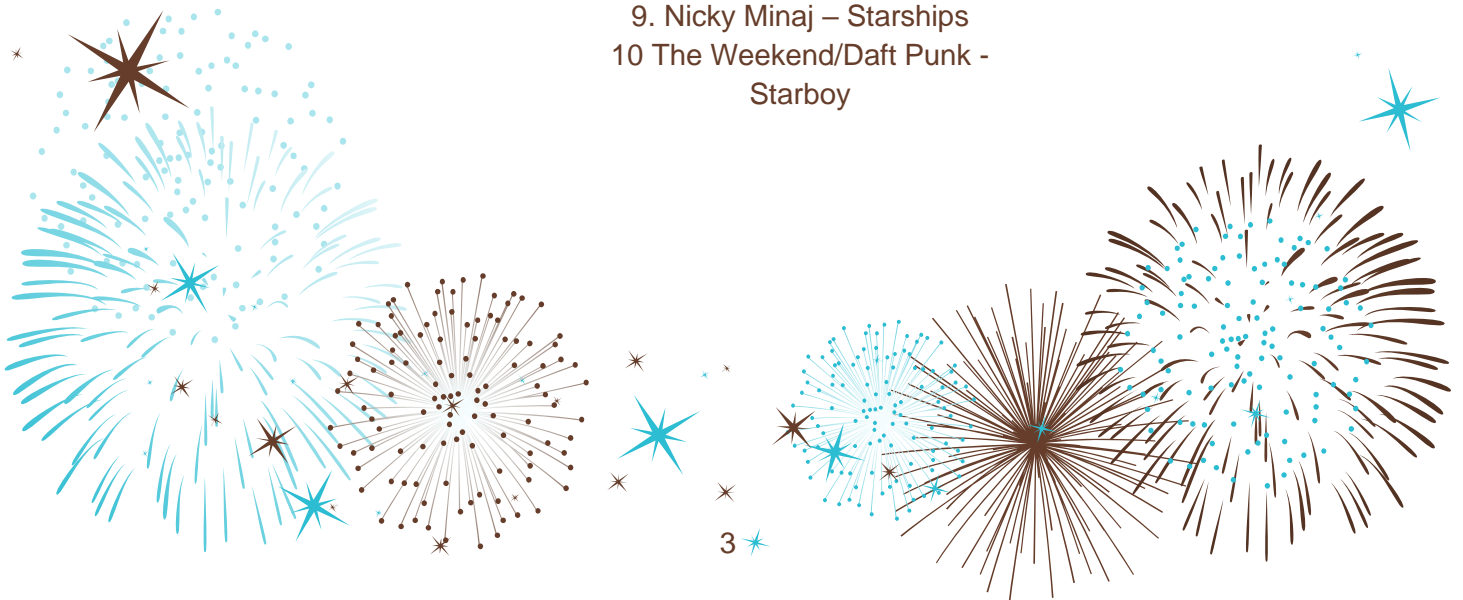 9. Nicky Minaj – Starships
10 The Weekend/Daft Punk -
Starboy
3